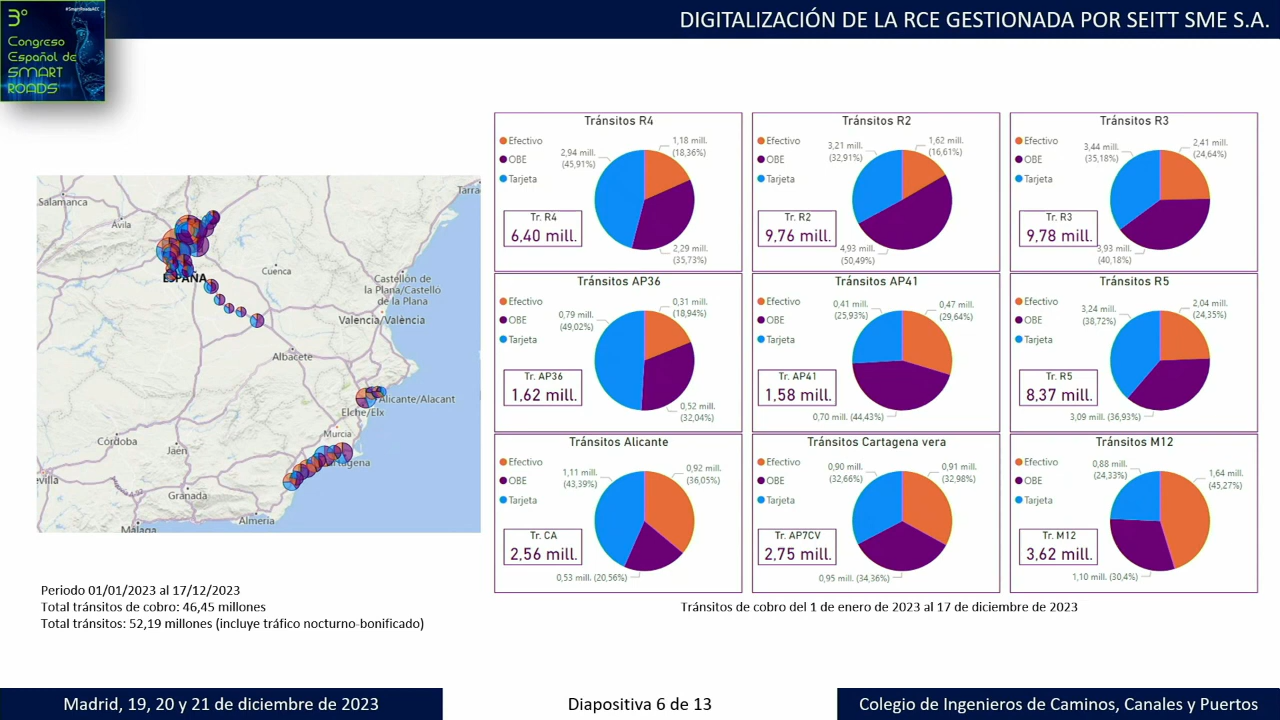 #SmartRoadsAEC
3º
Congreso
Español de
SMART
ROADS
DIGITALIZACIÓN DE LA RCE GESTIONADA POR SEITT SME S.A.
Salamanca
Ávila
Tarra
ESPAÑA
Cuenca
Castellón de
la Plana/Castello
de la Plana
Valencia/València
Albacete
Alicante/Alacant
Elche/Elx
Murcia
Córdoba
Jaén
evilla
Granada
Almería
Málaga
Periodo 01/01/2023 al 17/12/2023
Total tránsitos de cobro: 46,45 millones
Total tránsitos: 52,19 millones (incluye tráfico nocturno-bonificado)
Tránsitos R4
Efectivo
OBE
Tarjeta
1,18 mill.
(18,36%)
2,94 mill.
(45,91%)
2,29 mill.
(35,73%)
Tr. R4
6,40 mill.
Tránsitos R2
Efectivo
OBE
Tarjeta
1,62 mill.
(16,61%)
3,21 mill.
(32,91%)
4,93 mill.
(50,49%)
Tr. R2
9,76 mill.
Tránsitos R3
Efectivo
OBE
Tarjeta
2,41 mill.
(24,64%)
3,44 mill.
(35,18%)
3,93 mill.
(40,18%)
Tr. R3
9,78 mill.
Tránsitos AP36
Efectivo
OBE
Tarjeta
0,31 mill.
(18,94%)
0,79 mill.
(49,02%)
0,52 mill.
(32,04%)
Tr. AP36
1,62 mill.
Tránsitos AP41
Efectivo
OBE
Tarjeta
0,41 mill.
(25,93%)
0,47 mill.
(29,64%)
0,70 mill. (44,43%)
Tr. AP41
1,58 mill.
Tránsitos R5
Efectivo
OBE
Tarjeta
2,04 mill.
(24,35%)
3,24 mill.
(38,72%)
3,09 mill. (36,93%)
Tr. R5
8,37 mill.
Tránsitos Alicante
Efectivo
OBE
Tarjeta
0,92 mill.
(36,05%)
1,11 mill.
(43,39%)
0,53 mill. (20,56%)
Tr. CA
2,56 mill.
Tránsitos Cartagena vera
Efectivo
OBE
Tarjeta
0,90 mill.
(32,66%)
0,91 mill.
(32,98%)
0,95 mill. (34,36%)
Tr. AP7CV
2,75 mill.
Tránsitos M12
Efectivo
OBE
Tarjeta
0,88 mill.
(24,33%)
1,64 mill.
(45,27%)
1,10 mill. (30,4%)
Tr. M12
3,62 mill.
Tránsitos de cobro del 1 de enero de 2023 al 17 de diciembre de 2023
Madrid, 19, 20 y 21 de diciembre de 2023
Diapositiva 6 de 13
Colegio de Ingenieros de Caminos, Canales y Puertos